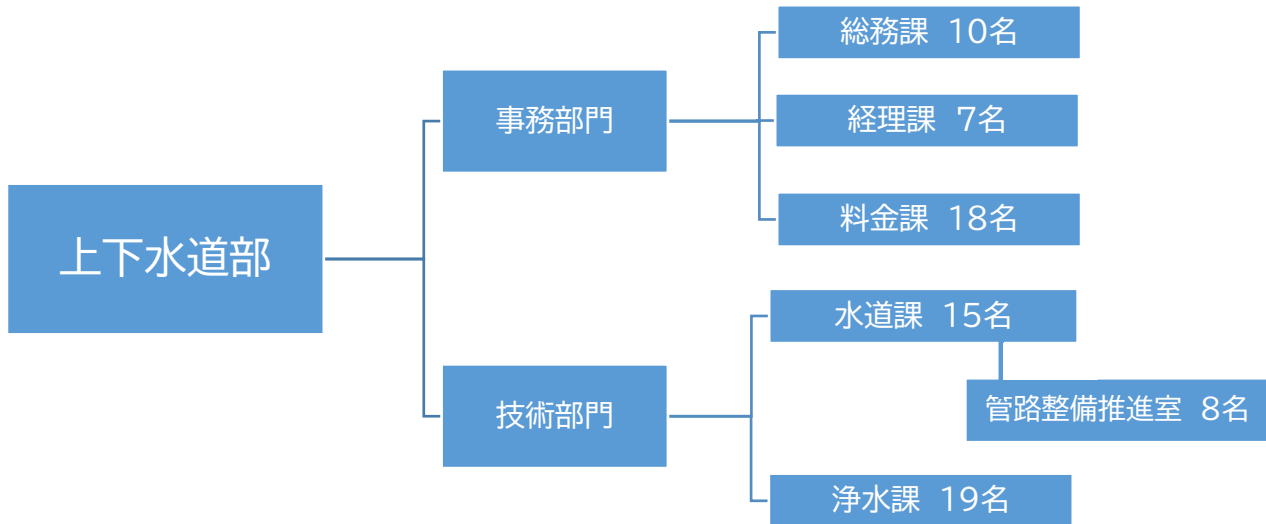 上下水道部
事務部門
総務課 10名
経理課 7名
料金課 18名
技術部門
水道課 15名
管路整備推進室 8名
浄水課 19名